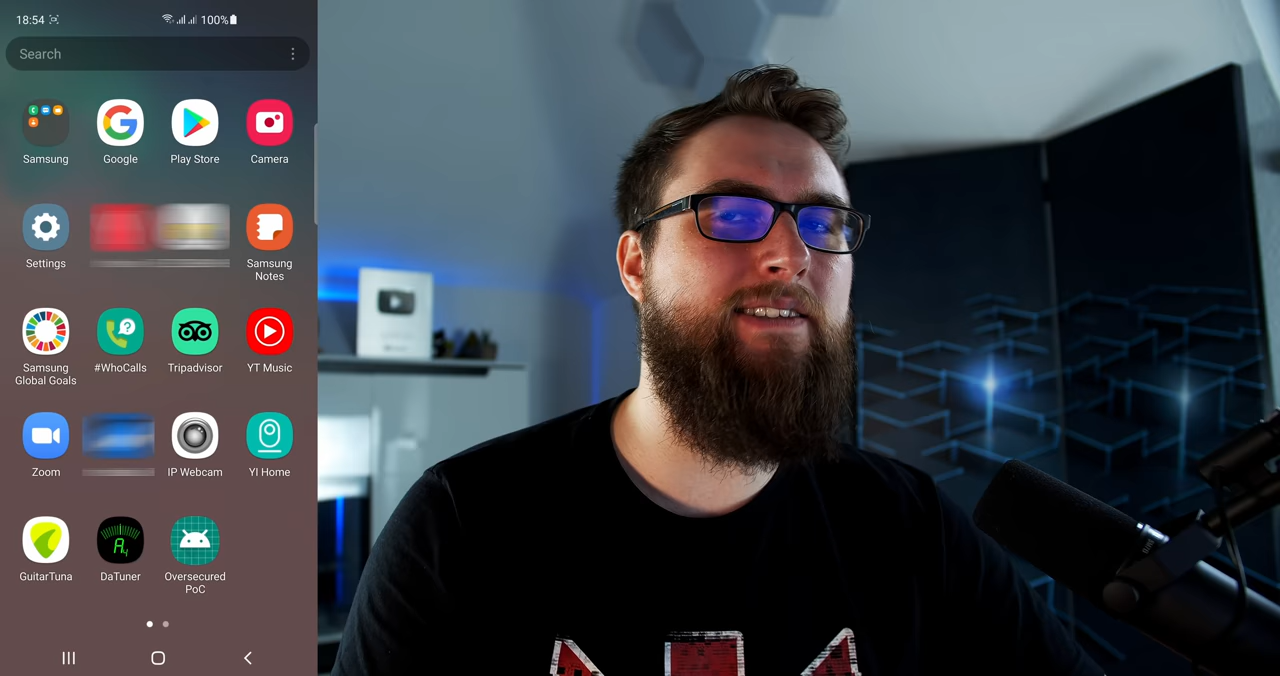 18:54 100%
Search
Samsung Google Play Store Camera
Settings Samsung
Notes
Samsung
Global Goals #WhoCalls Tripadvisor YT Music
Zoom IP Webcam YI Home
GuitarTuna DaTuner Oversecured
PoC